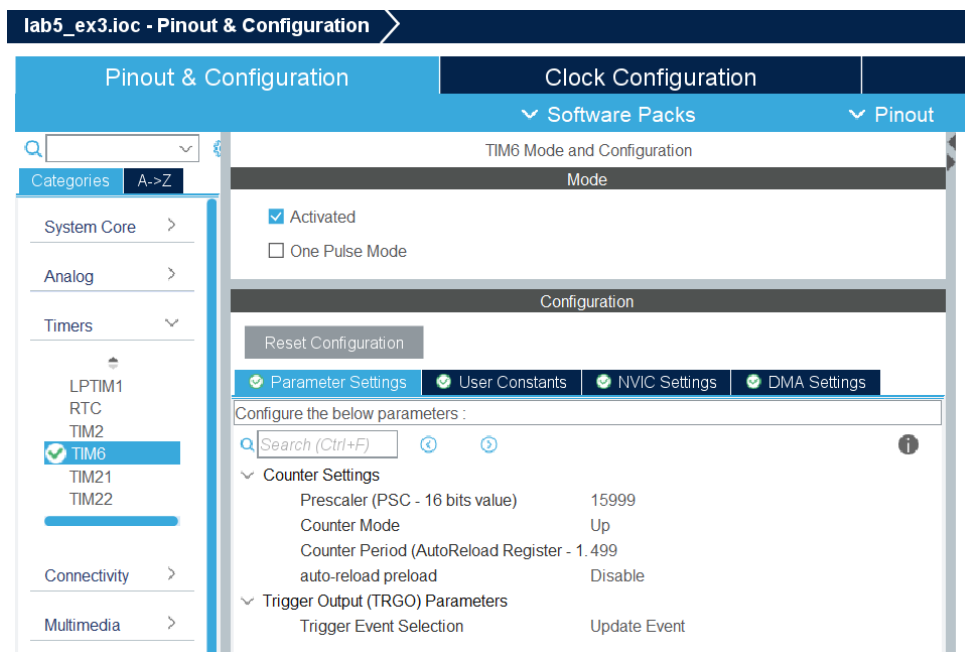 lab5_ex3.ioc - Pinout & Configuration
Pinout & Configuration
Clock Configuration
Software Packs
Pinout
TIM6 Mode and Configuration
Categories
A->Z
Mode
System Core
Analog
Timers
LPTIM1
RTC
TIM2
TIM6
TIM21
TIM22
Connectivity
Multimedia
Activated
One Pulse Mode
Configuration
Reset Configuration
Parameter Settings
User Constants
NVIC Settings
DMA Settings
Configure the below parameters :
Search (Ctrl+F)
Counter Settings
Prescaler (PSC - 16 bits value) 15999
Counter Mode Up
Counter Period (AutoReload Register - 1. 499
auto-reload preload Disable
Trigger Output (TRGO) Parameters
Trigger Event Selection Update Event